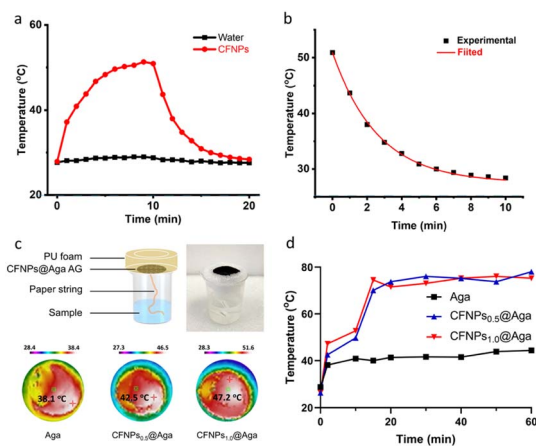 a
Water
CFNPs
Temperature (°C)
60
40
20
0
10
20
Time (min)
b
Experimental
Fiited
Temperature (°C)
50
40
30
0
2
4
6
8
10
Time (min)
c
PU foam
CFNPs@Aga AG
Paper string
Sample
28.4 38.4
27.3 46.5
28.3 51.6
38.1 °C
42.5 °C
47.2 °C
Aga
CFNPs0.5@Aga
CFNPs1.0@Aga
d
Aga
CFNPs0.5@Aga
CFNPs1.0@Aga
Temperature (°C)
80
60
40
20
0
20
40
60
Time (min)